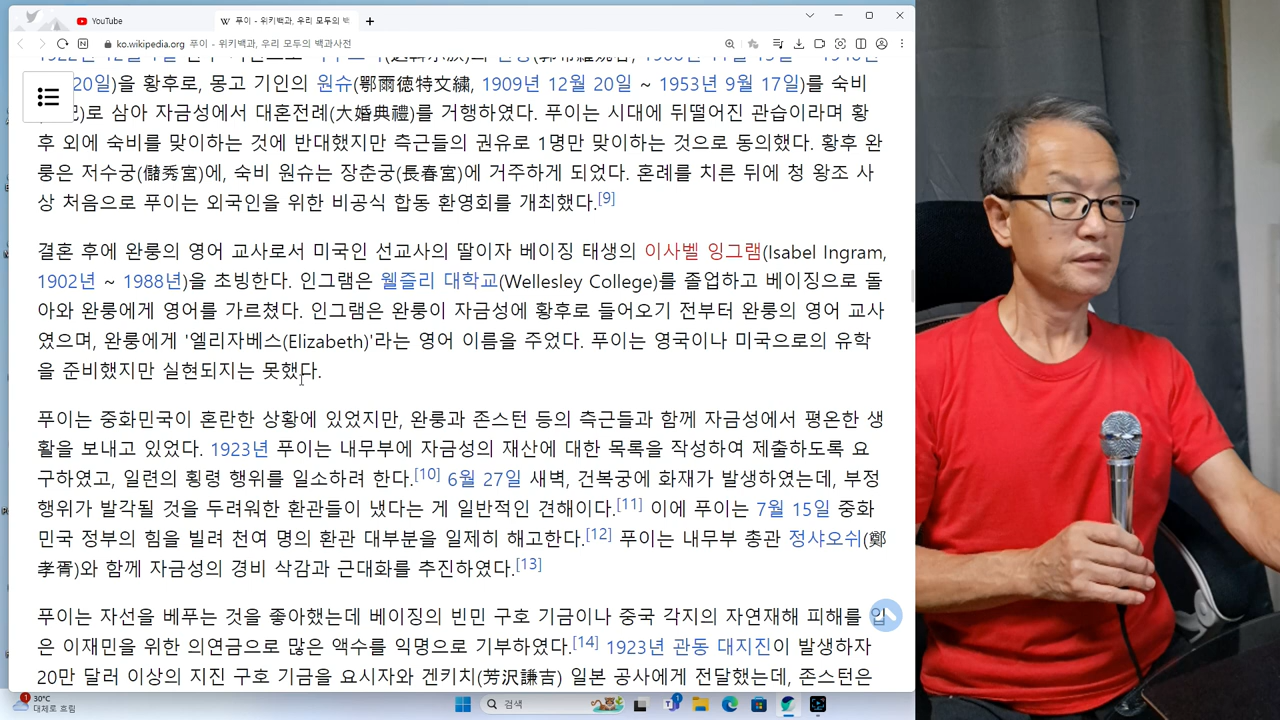 YouTube
푸이 - 위키백과, 우리 모두의 백
ko.wikipedia.org 푸이 - 위키백과, 우리 모두의 백과사전
20일)을 황후로, 몽고 기인의 원슈(鄂爾德特文繍, 1909년 12월 20일 ~ 1953년 9월 17일)를 숙비
로 삼아 자금성에서 대혼전례(大婚典禮)를 거행하였다. 푸이는 시대에 뒤떨어진 관습이라며 황
후 외에 숙비를 맞이하는 것에 반대했지만 측근들의 권유로 1명만 맞이하는 것으로 동의했다. 황후 완
룽은 저수궁(儲秀宮)에, 숙비 원슈는 장춘궁(長春宮)에 거주하게 되었다. 혼례를 치른 뒤에 청 왕조 사
상 처음으로 푸이는 외국인을 위한 비공식 합동 환영회를 개최했다.[9]
결혼 후에 완룽의 영어 교사로서 미국인 선교사의 딸이자 베이징 태생의 이사벨 잉그램(Isabel Ingram,
1902년 ~ 1988년)을 초빙한다. 인그램은 웰즐리 대학교(Wellesley College)를 졸업하고 베이징으로 돌
아와 완룽에게 영어를 가르쳤다. 인그램은 완룽이 자금성에 황후로 들어오기 전부터 완룽의 영어 교사
였으며, 완룽에게 '엘리자베스(Elizabeth)'라는 영어 이름을 주었다. 푸이는 영국이나 미국으로의 유학
을 준비했지만 실현되지는 못했다.
푸이는 중화민국이 혼란한 상황에 있었지만, 완룽과 존스턴 등의 측근들과 함께 자금성에서 평온한 생
활을 보내고 있었다. 1923년 푸이는 내무부에 자금성의 재산에 대한 목록을 작성하여 제출하도록 요
구하였고, 일련의 횡령 행위를 일소하려 한다.[10] 6월 27일 새벽, 건복궁에 화재가 발생하였는데, 부정
행위가 발각될 것을 두려워한 환관들이 냈다는 게 일반적인 견해이다.[11] 이에 푸이는 7월 15일 중화
민국 정부의 힘을 빌려 천여 명의 환관 대부분을 일제히 해고한다.[12] 푸이는 내무부 총관 정샤오쉬(鄭
孝胥)와 함께 자금성의 경비 삭감과 근대화를 추진하였다.[13]
푸이는 자선을 베푸는 것을 좋아했는데 베이징의 빈민 구호 기금이나 중국 각지의 자연재해 피해를 입
은 이재민을 위한 의연금으로 많은 액수를 익명으로 기부하였다.[14] 1923년 관동 대지진이 발생하자
20만 달러 이상의 지진 구호 기금을 요시자와 겐키치(芳沢謙吉) 일본 공사에게 전달했는데, 존스턴은
1
30°C
대체로 흐림
검색
1